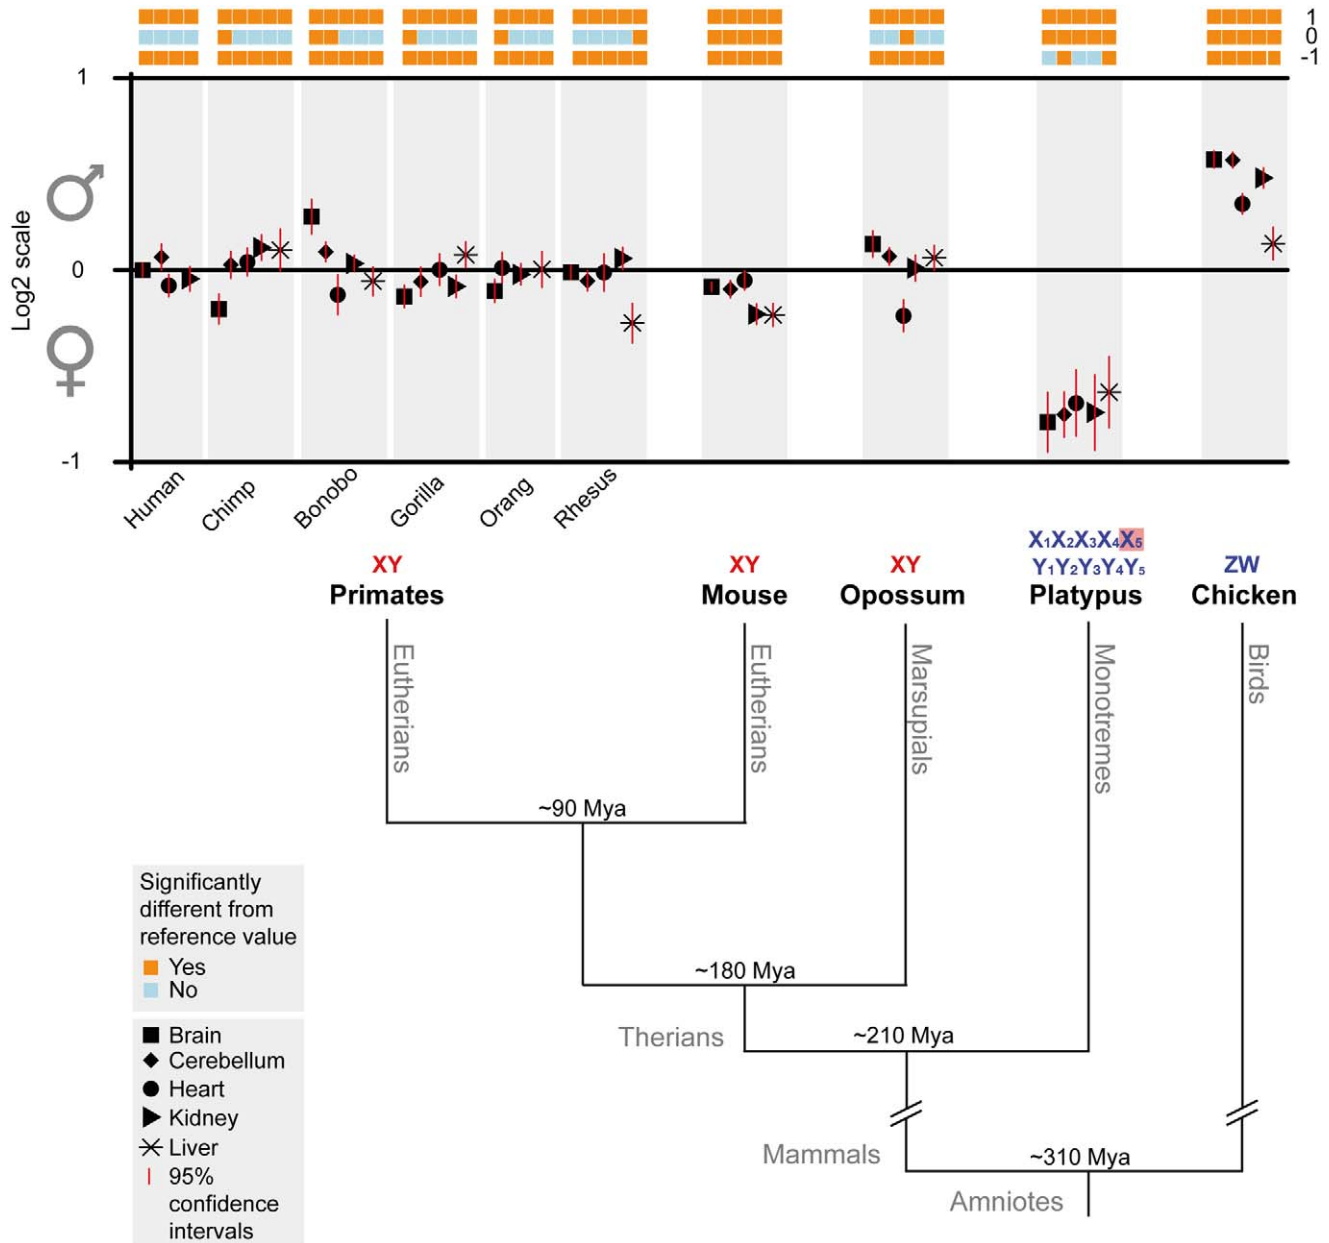 1
0
-1
1
0
-1
Log2 scale
♂
♀
Human
Chimp
Bonobo
Gorilla
Orang
Rhesus
XY
Primates
XY
Mouse
XY
Opossum
X1X2X3X4X5
Y1Y2Y3Y4Y5
Platypus
ZW
Chicken
Eutherians
Eutherians
Marsupials
Monotremes
Birds
~90 Mya
~180 Mya
Therians
~210 Mya
Mammals
~310 Mya
Amniotes
Significantly
different from
reference value
Yes
No
Brain
Cerebellum
Heart
Kidney
Liver
95%
confidence
intervals